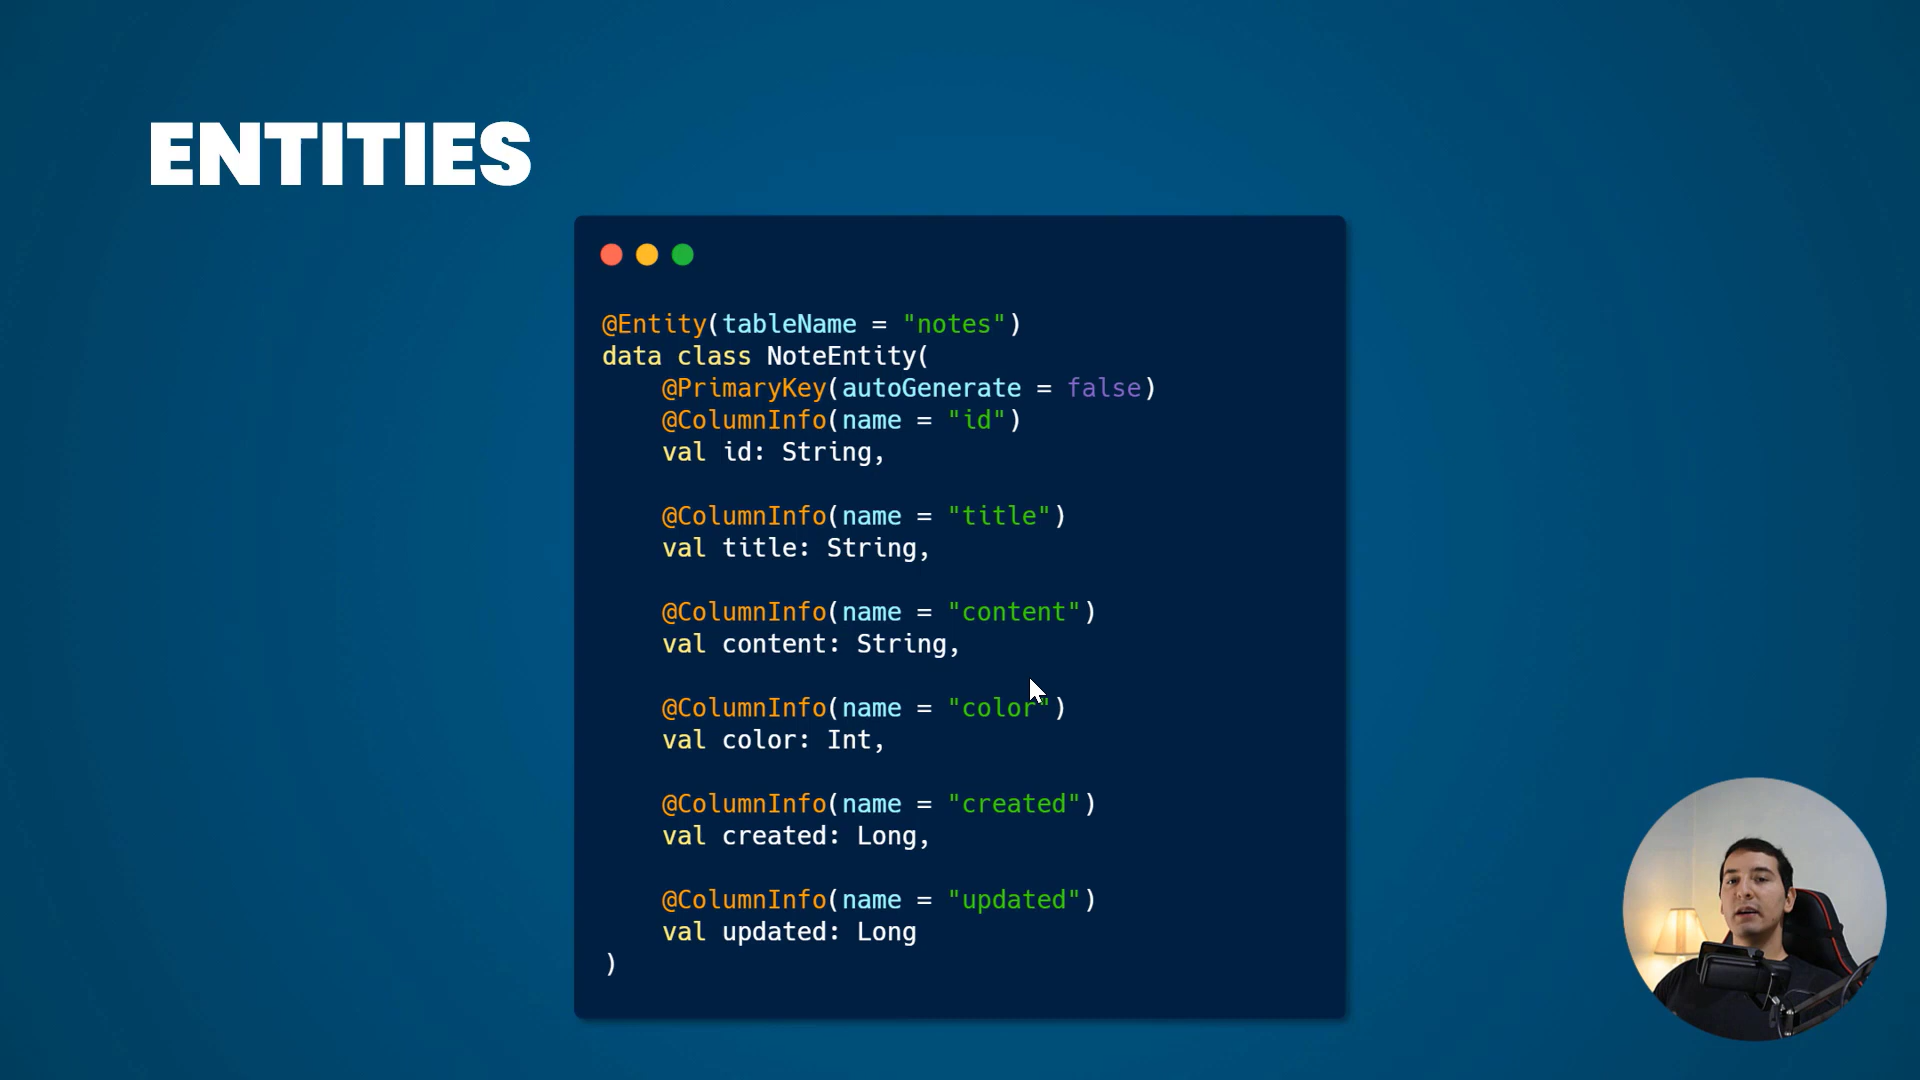 ENTITIES
@Entity(tableName = "notes")
data class NoteEntity(
@PrimaryKey(autoGenerate = false)
@ColumnInfo(name = "id")
val id: String,
@ColumnInfo(name = "title")
val title: String,
@ColumnInfo(name = "content")
val content: String,
@ColumnInfo(name = "color")
val color: Int,
@ColumnInfo(name = "created")
val created: Long,
@ColumnInfo(name = "updated")
val updated: Long
)